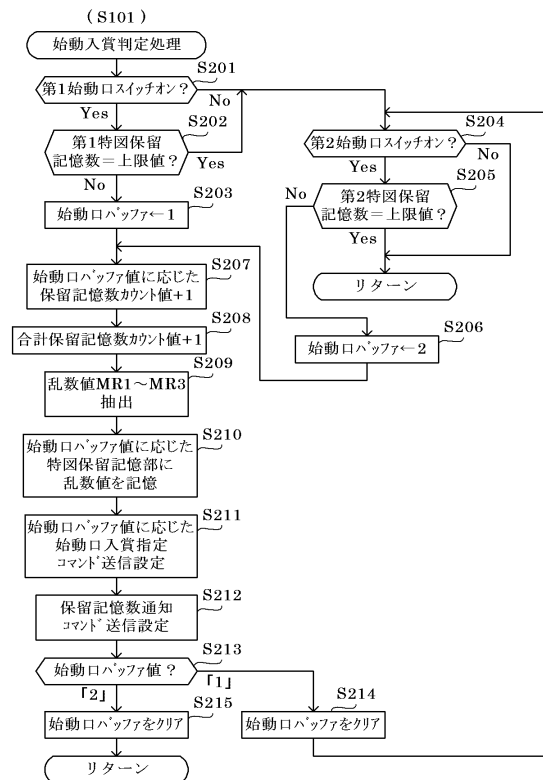 (S101)
始動入賞判定処理
S201
第1始動口スイッチオン?
No
Yes
S202
第1特図保留
記憶数=上限値?
Yes
No
S203
始動口バッファ←1
S204
第2始動口スイッチオン?
No
Yes
S205
第2特図保留
記憶数=上限値?
No
Yes
リターン
S206
始動口バッファ←2
S207
始動口バッファ値に応じた
保留記憶数カウント値+1
S208
合計保留記憶数カウント値+1
S209
乱数値MR1～MR3
抽出
S210
始動口バッファ値に応じた
特図保留記憶部に
乱数値を記憶
S211
始動口バッファ値に応じた
始動口入賞指定
コマンド送信設定
S212
保留記憶数通知
コマンド送信設定
S213
始動口バッファ値?
「2」
「1」
S215
始動口バッファをクリア
S214
始動口バッファをクリア
リターン